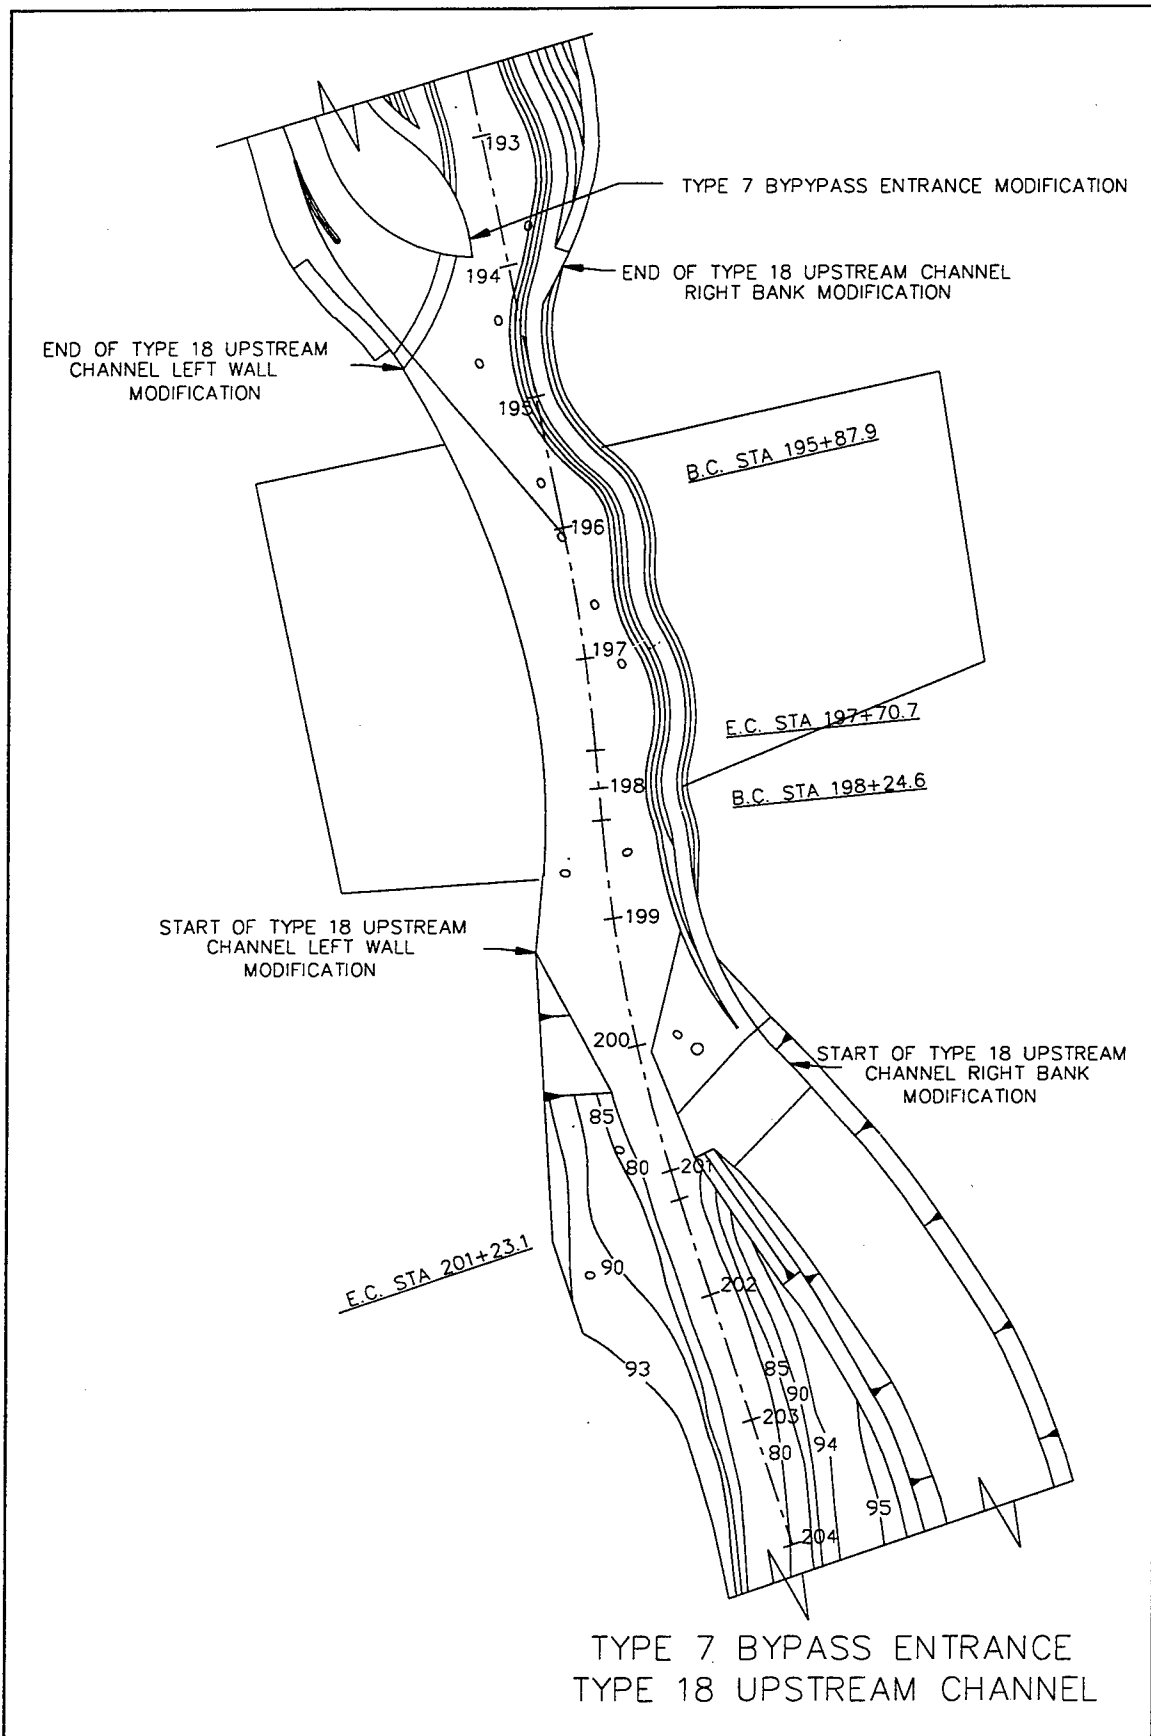 193
TYPE 7 BYPYPASS ENTRANCE MODIFICATION
194
END OF TYPE 18 UPSTREAM CHANNEL
RIGHT BANK MODIFICATION
END OF TYPE 18 UPSTREAM
CHANNEL LEFT WALL
MODIFICATION
195
B.C. STA 195+87.9
196
197
E.C. STA 197+70.7
198
B.C. STA 198+24.6
199
START OF TYPE 18 UPSTREAM
CHANNEL LEFT WALL
MODIFICATION
200
START OF TYPE 18 UPSTREAM
CHANNEL RIGHT BANK
MODIFICATION
85
80
201
E.C. STA 201+23.1
90
202
93
85
90
203
80
94
95
204
TYPE 7 BYPASS ENTRANCE
TYPE 18 UPSTREAM CHANNEL